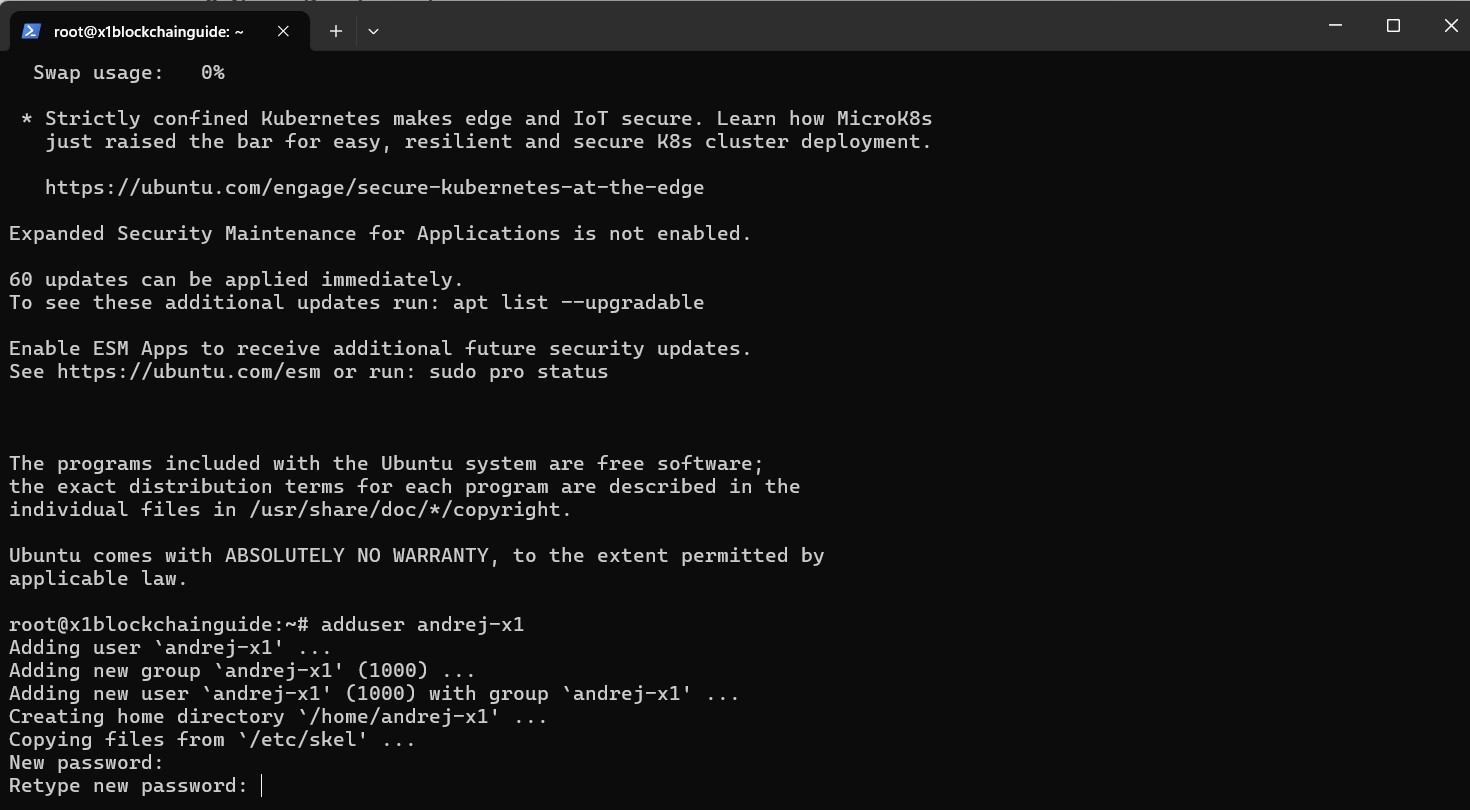 root@x1blockchainguide: ~
  Swap usage:   0%
 * Strictly confined Kubernetes makes edge and IoT secure. Learn how MicroK8s
   just raised the bar for easy, resilient and secure K8s cluster deployment.
   https://ubuntu.com/engage/secure-kubernetes-at-the-edge
Expanded Security Maintenance for Applications is not enabled.
60 updates can be applied immediately.
To see these additional updates run: apt list --upgradable
Enable ESM Apps to receive additional future security updates.
See https://ubuntu.com/esm or run: sudo pro status
The programs included with the Ubuntu system are free software;
the exact distribution terms for each program are described in the
individual files in /usr/share/doc/*/copyright.
Ubuntu comes with ABSOLUTELY NO WARRANTY, to the extent permitted by
applicable law.
root@x1blockchainguide:~# adduser andrej-x1
Adding user `andrej-x1' ...
Adding new group `andrej-x1' (1000) ...
Adding new user `andrej-x1' (1000) with group `andrej-x1' ...
Creating home directory `/home/andrej-x1' ...
Copying files from `/etc/skel' ...
New password:
Retype new password: